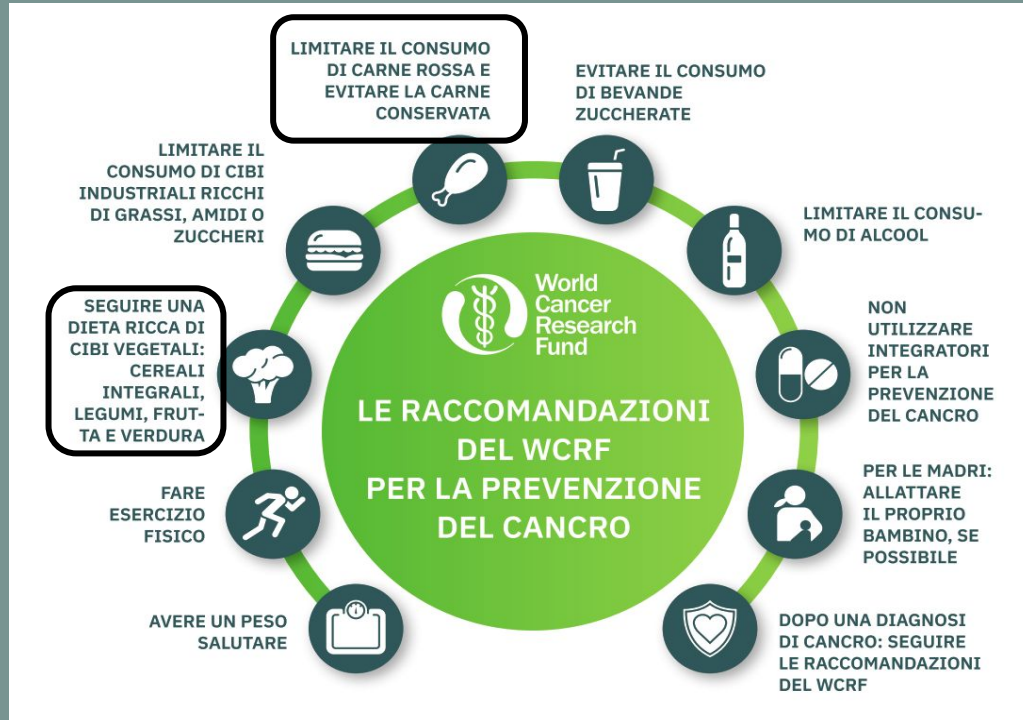 LIMITARE IL CONSUMO
DI CARNE ROSSA E
EVITARE LA CARNE
CONSERVATA
EVITARE IL CONSUMO
DI BEVANDE
ZUCCHERATE
LIMITARE IL
CONSUMO DI CIBI
INDUSTRIALI RICCHI
DI GRASSI, AMIDI O
ZUCCHERI
LIMITARE IL CONSU-
MO DI ALCOOL
SEGUIRE UNA
DIETA RICCA DI
CIBI VEGETALI:
CEREALI
INTEGRALI,
LEGUMI, FRUT-
TA E VERDURA
World
Cancer
Research
Fund
LE RACCOMANDAZIONI
DEL WCRF
PER LA PREVENZIONE
DEL CANCRO
NON
UTILIZZARE
INTEGRATORI
PER LA
PREVENZIONE
DEL CANCRO
FARE
ESERCIZIO
FISICO
PER LE MADRI:
ALLATTARE
IL PROPRIO
BAMBINO, SE
POSSIBILE
AVERE UN PESO
SALUTARE
DOPO UNA DIAGNOSI
DI CANCRO: SEGUIRE
LE RACCOMANDAZIONI
DEL WCRF